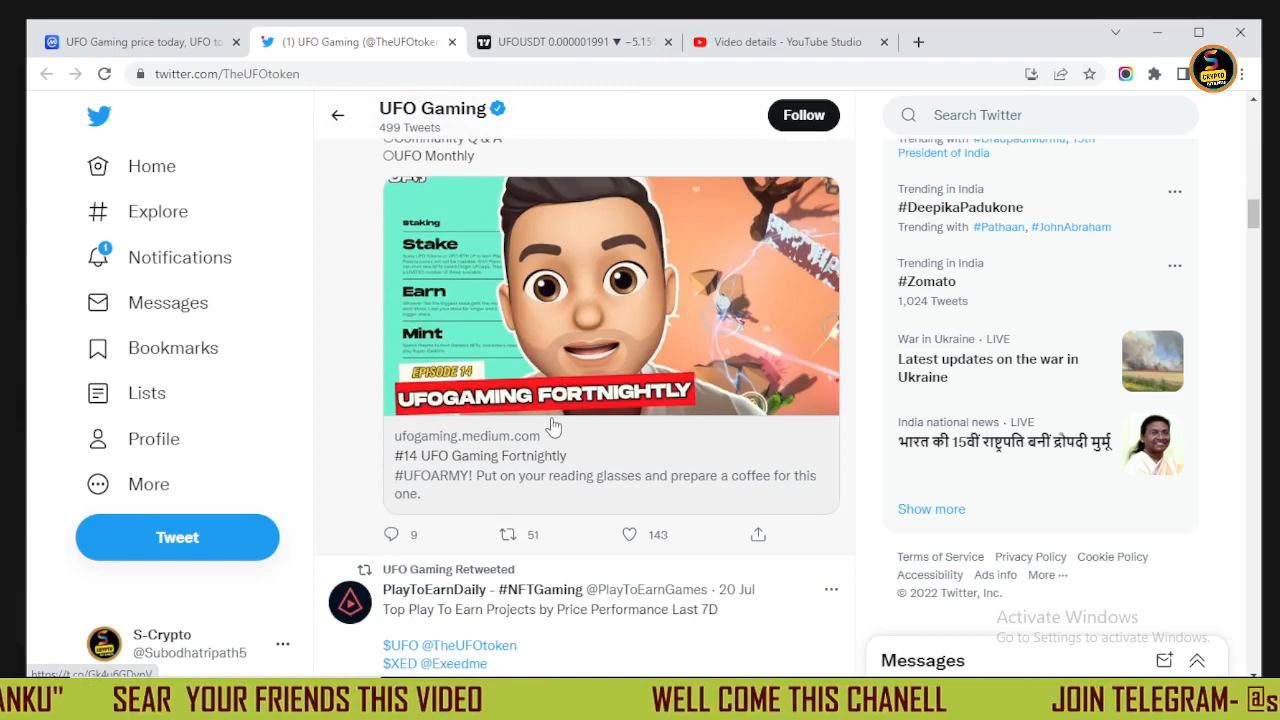 UFO Gaming price today, UFO to
(1) UFO Gaming (@TheUFOtoken
UFOUSDT 0.000001991 ▼ −5.15%
Video details - YouTube Studio
twitter.com/TheUFOtoken
S
CRYPTO
Home
Explore
1
Notifications
Messages
Bookmarks
Lists
Profile
More
Tweet
S-Crypto
@Subodhatripath5
UFO Gaming
499 Tweets
Follow
Community Q & A
UFO Monthly
Staking
Stake
Earn
Mint
EPISODE 14
UFOGAMING FORTNIGHTLY
ufogaming.medium.com
#14 UFO Gaming Fortnightly
#UFOARMY! Put on your reading glasses and prepare a coffee for this
one.
9
51
143
UFO Gaming Retweeted
PlayToEarnDaily - #NFTGaming @PlayToEarnGames · 20 Jul
Top Play To Earn Projects by Price Performance Last 7D
$UFO @TheUFOtoken
$XED @Exeedme
Search Twitter
Trending with #DraupadiMurmu, 15th
President of India
Trending in India
#DeepikaPadukone
Trending with #Pathaan, #JohnAbraham
Trending in India
#Zomato
1,024 Tweets
War in Ukraine · LIVE
Latest updates on the war in
Ukraine
India national news · LIVE
भारत की 15वीं राष्ट्रपति बनीं द्रौपदी मुर्मू
Show more
Terms of Service Privacy Policy Cookie Policy
Accessibility Ads info More ···
© 2022 Twitter, Inc.
Activate Windows
Go to Settings to activate Windows.
Messages
ANKU" SEAR YOUR FRIENDS THIS VIDEO WELL COME THIS CHANELL JOIN TELEGRAM- @s